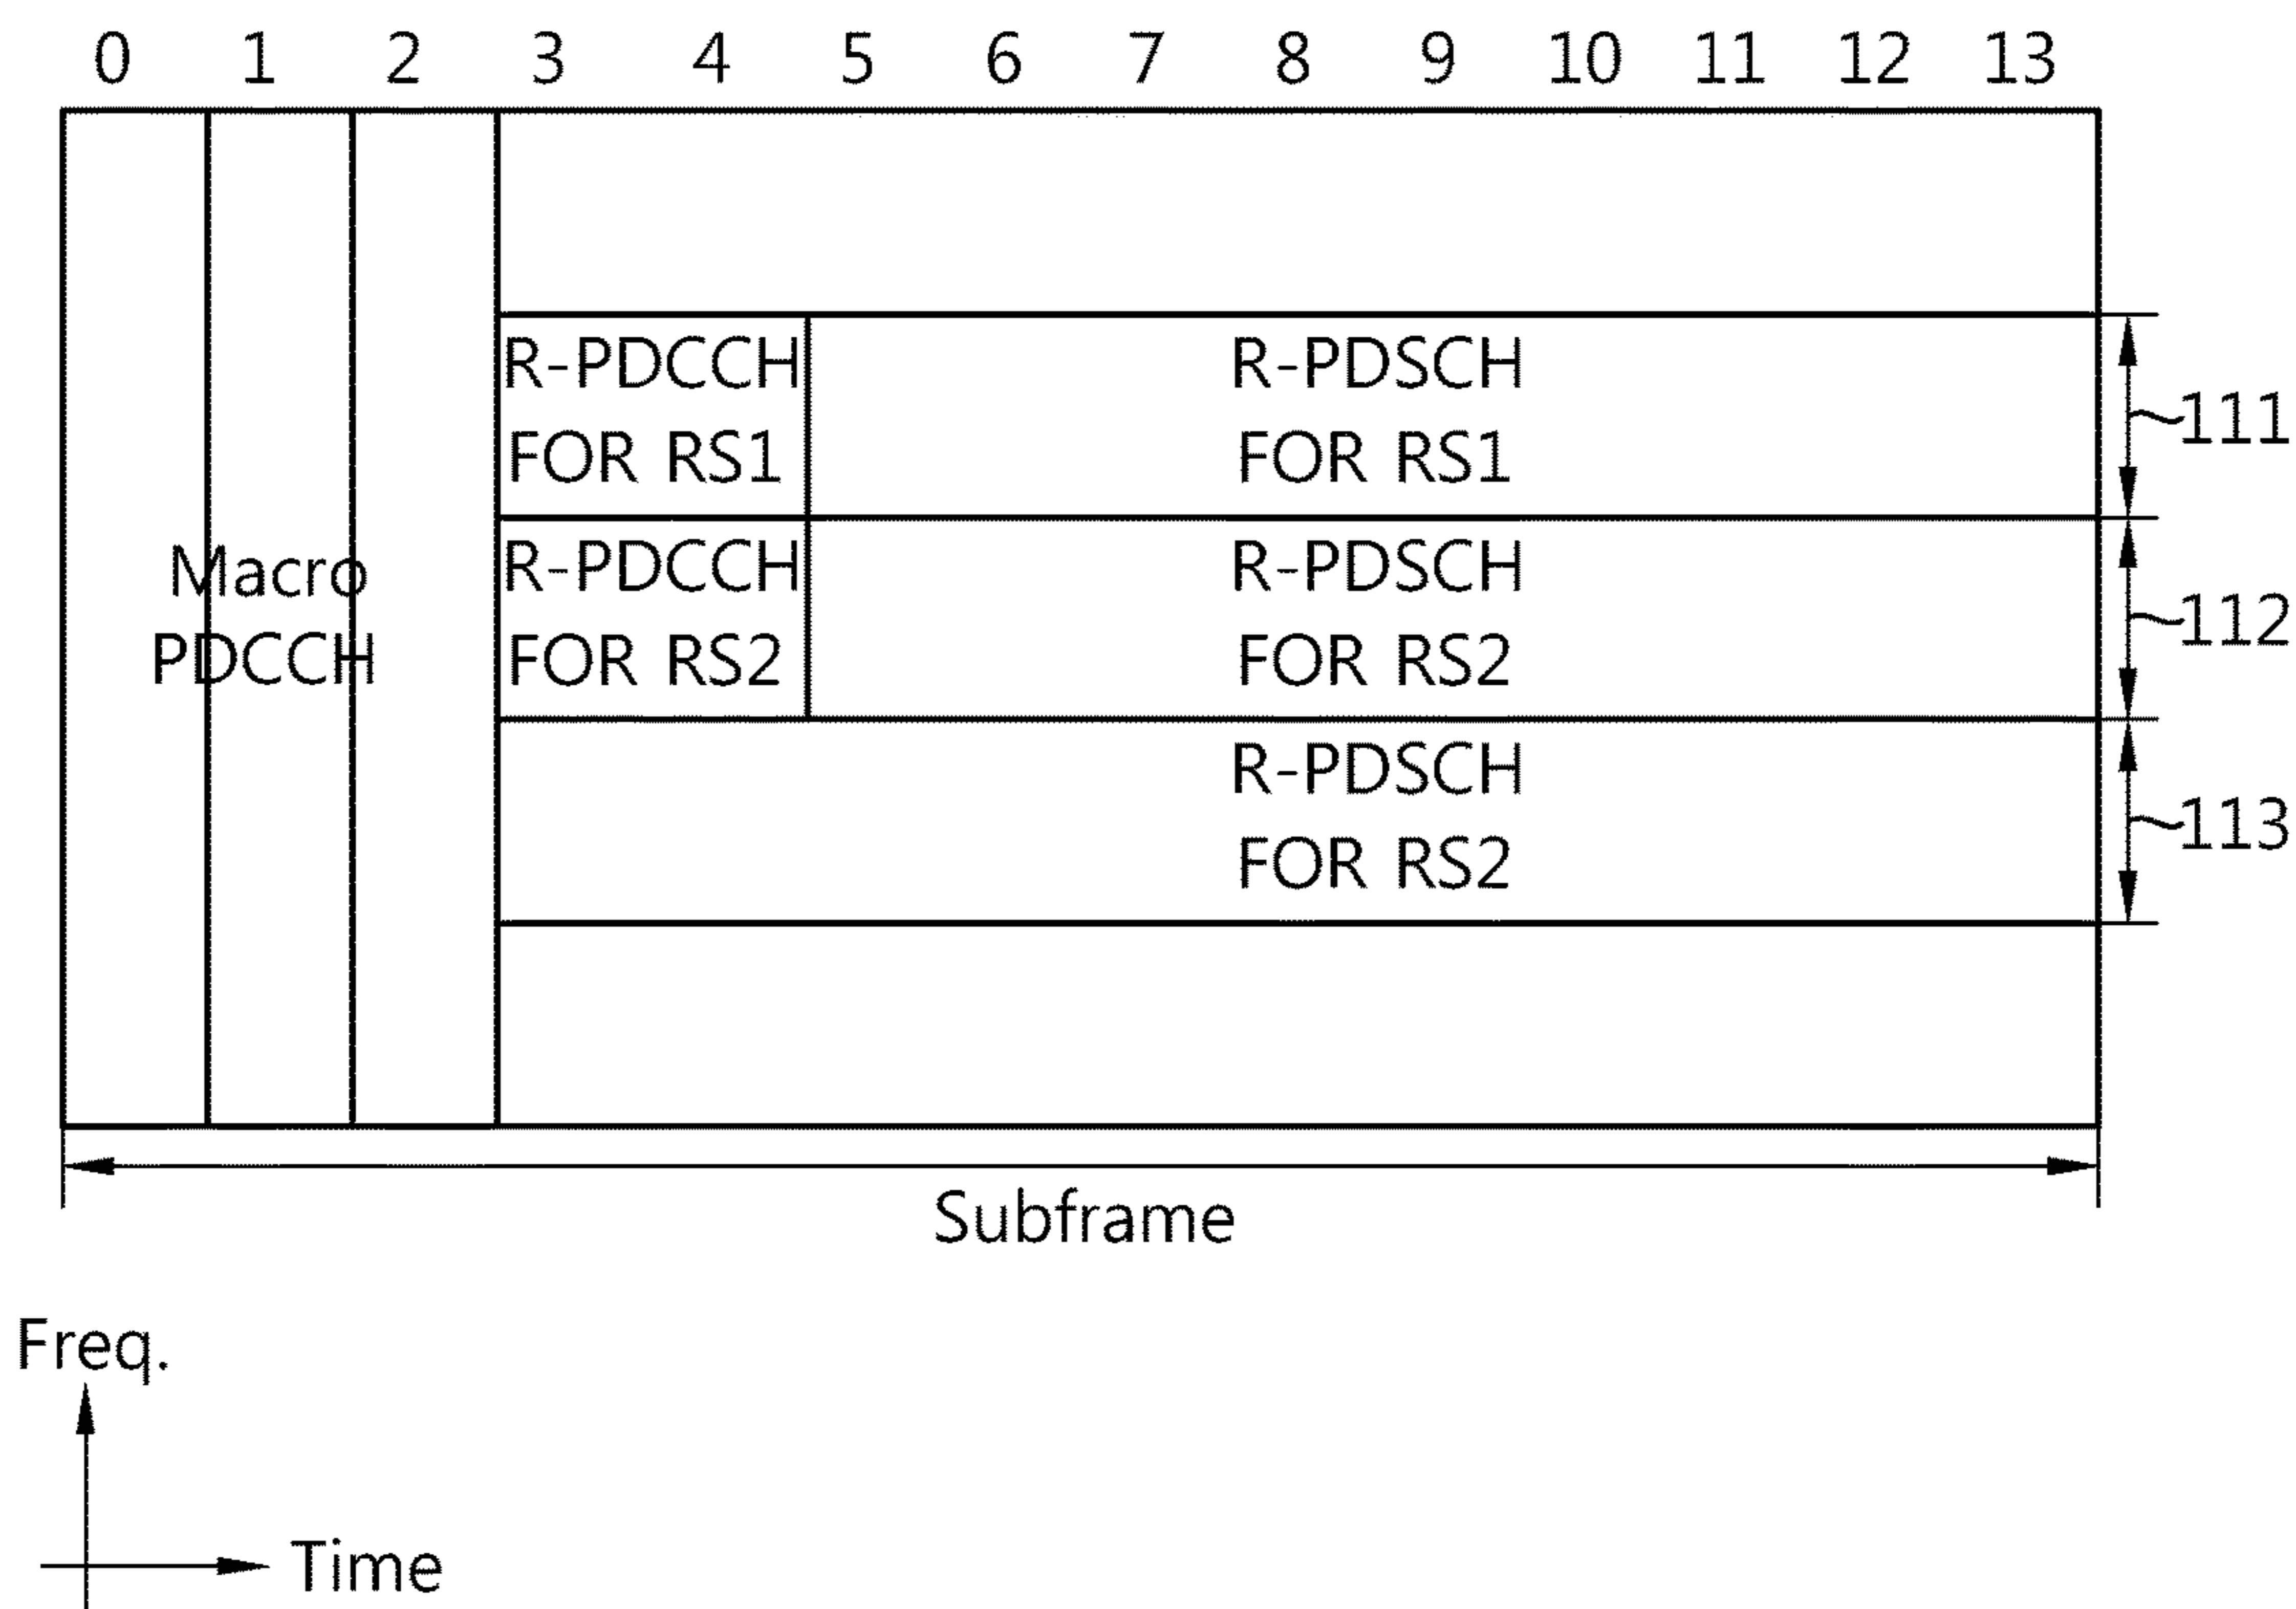 0 1 2 3 4 5 6 7 8 9 10 11 12 13
R-PDCCH
FOR RS1
R-PDSCH
FOR RS1
111
Macro
PDCCH
R-PDCCH
FOR RS2
R-PDSCH
FOR RS2
112
R-PDSCH
FOR RS2
113
Subframe
Freq.
Time